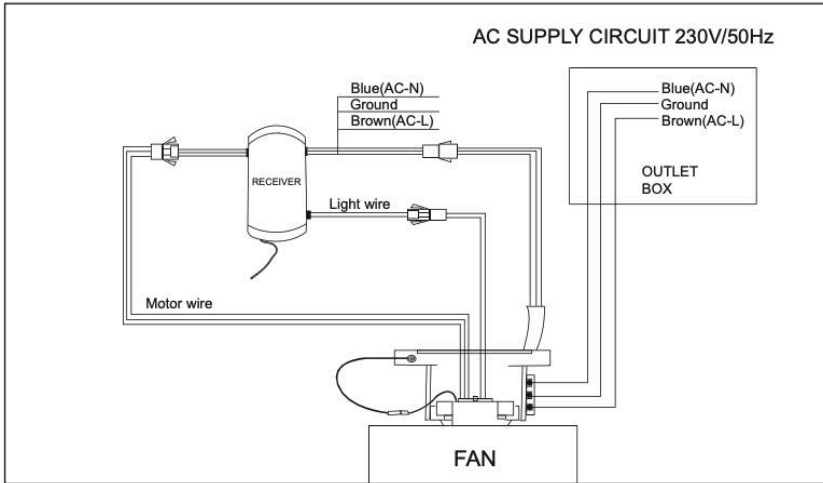 AC SUPPLY CIRCUIT 230V/50Hz
Blue(AC-N)
Ground
Brown(AC-L)
Blue(AC-N)
Ground
Brown(AC-L)
RECEIVER
OUTLET
BOX
Light wire
Motor wire
FAN